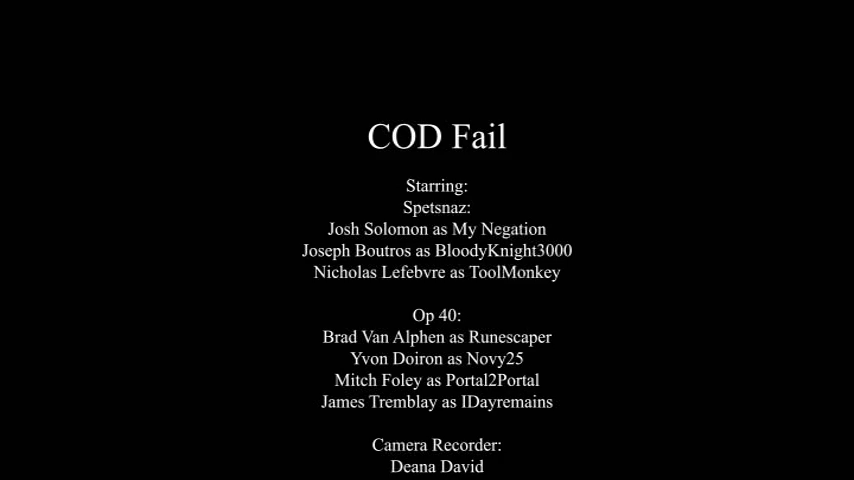 COD Fail
Starring:
Spetsnaz:
Josh Solomon as My Negation
Joseph Boutros as BloodyKnight3000
Nicholas Lefebvre as ToolMonkey
Op 40:
Brad Van Alphen as Runescaper
Yvon Doiron as Novy25
Mitch Foley as Portal2Portal
James Tremblay as IDayremains
Camera Recorder:
Deana David